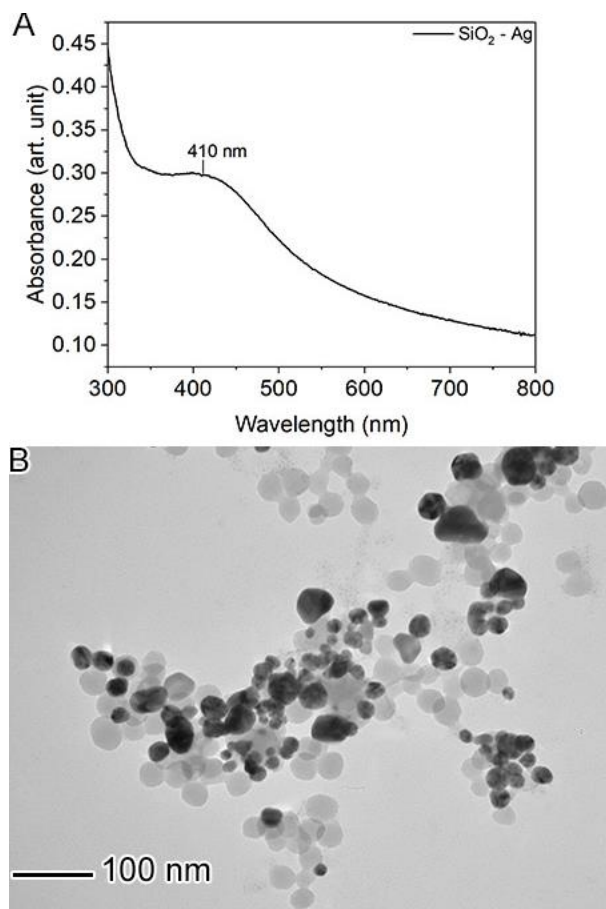 A
SiO₂ - Ag
0.45
0.40
0.35
0.30
0.25
0.20
0.15
0.10
410 nm
Absorbance (art. unit)
300 400 500 600 700 800
Wavelength (nm)
B
100 nm